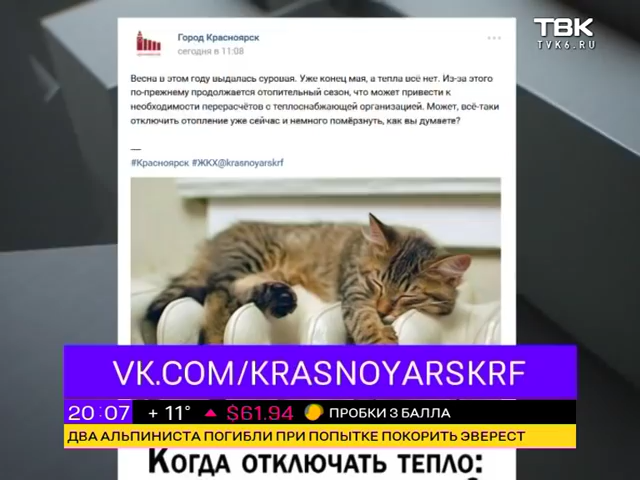 Город Красноярск
сегодня в 11:08
ТВК
TVK6.RU
Весна в этом году выдалась суровая. Уже конец мая, а тепла всё нет. Из-за этого
по-прежнему продолжается отопительный сезон, что может привести к
необходимости перерасчётов с теплоснабжающей организацией. Может, всё-таки
отключить отопление уже сейчас и немного помёрзнуть, как вы думаете?
—
#Красноярск #ЖКХ@krasnoyarskrf
VK.COM/KRASNOYARSKRF
20:07 + 11° ▲ $61.94 ПРОБКИ 3 БАЛЛА
ДВА АЛЬПИНИСТА ПОГИБЛИ ПРИ ПОПЫТКЕ ПОКОРИТЬ ЭВЕРЕСТ
Когда отключать тепло: